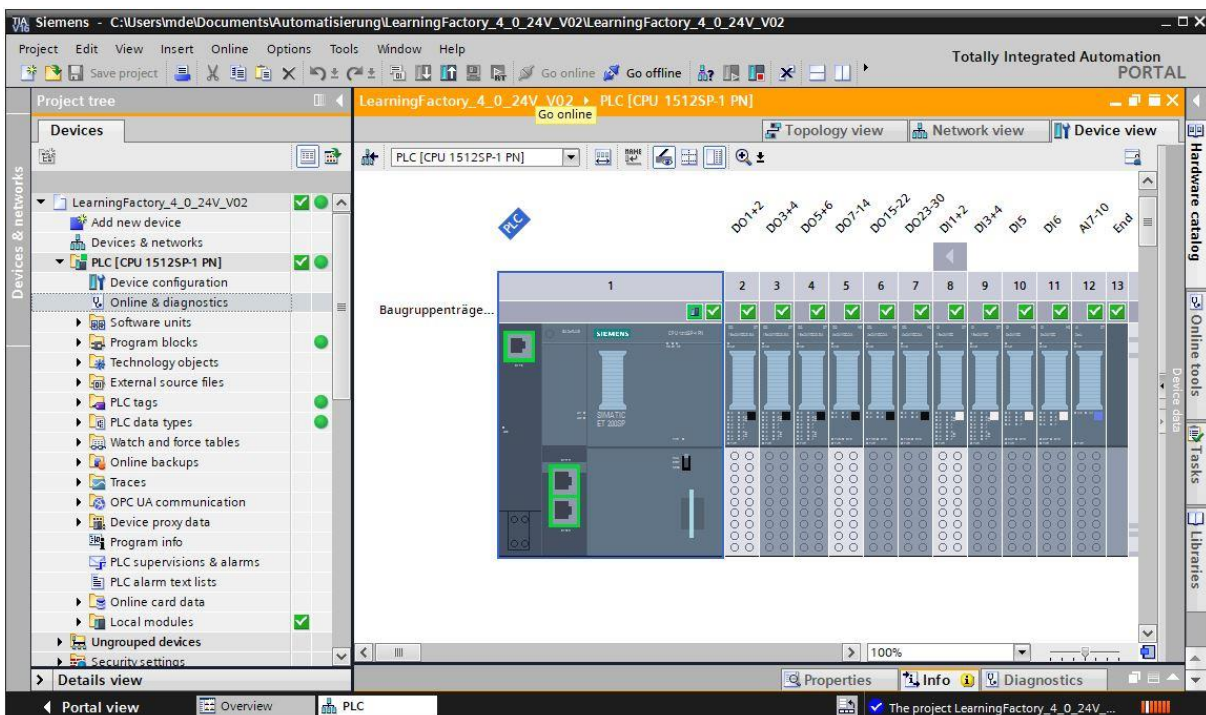 TIA V16 Siemens - C:\Users\mde\Documents\Automatisierung\LearningFactory_4_0_24V_V02\LearningFactory_4_0_24V_V02
Project Edit View Insert Online Options Tools Window Help
Totally Integrated Automation
PORTAL
Save project Go online Go offline
Project tree
LearningFactory_4_0_24V_V02 PLC [CPU 1512SP-1 PN]
Go online
Devices
Topology view Network view Device view
PLC [CPU 1512SP-1 PN]
Devices & networks
LearningFactory_4_0_24V_V02
Add new device
Devices & networks
PLC [CPU 1512SP-1 PN]
Device configuration
Online & diagnostics
Software units
Program blocks
Technology objects
External source files
PLC tags
PLC data types
Watch and force tables
Online backups
Traces
OPC UA communication
Device proxy data
Program info
PLC supervisions & alarms
PLC alarm text lists
Online card data
Local modules
Ungrouped devices
Security settings
Details view
PLC DO1+2 DO3+4 DO5+6 DO7-14 DO15-22 DO23-30 DI1+2 DI3+4 DI5 DI6 AI7-10 End
1 2 3 4 5 6 7 8 9 10 11 12 13
Baugruppenträge...
SIEMENS
SIMATIC
ET 200SP
100%
Device data
Hardware catalog
Online tools
Tasks
Libraries
Properties Info Diagnostics
Portal view Overview PLC The project LearningFactory_4_0_24V_...